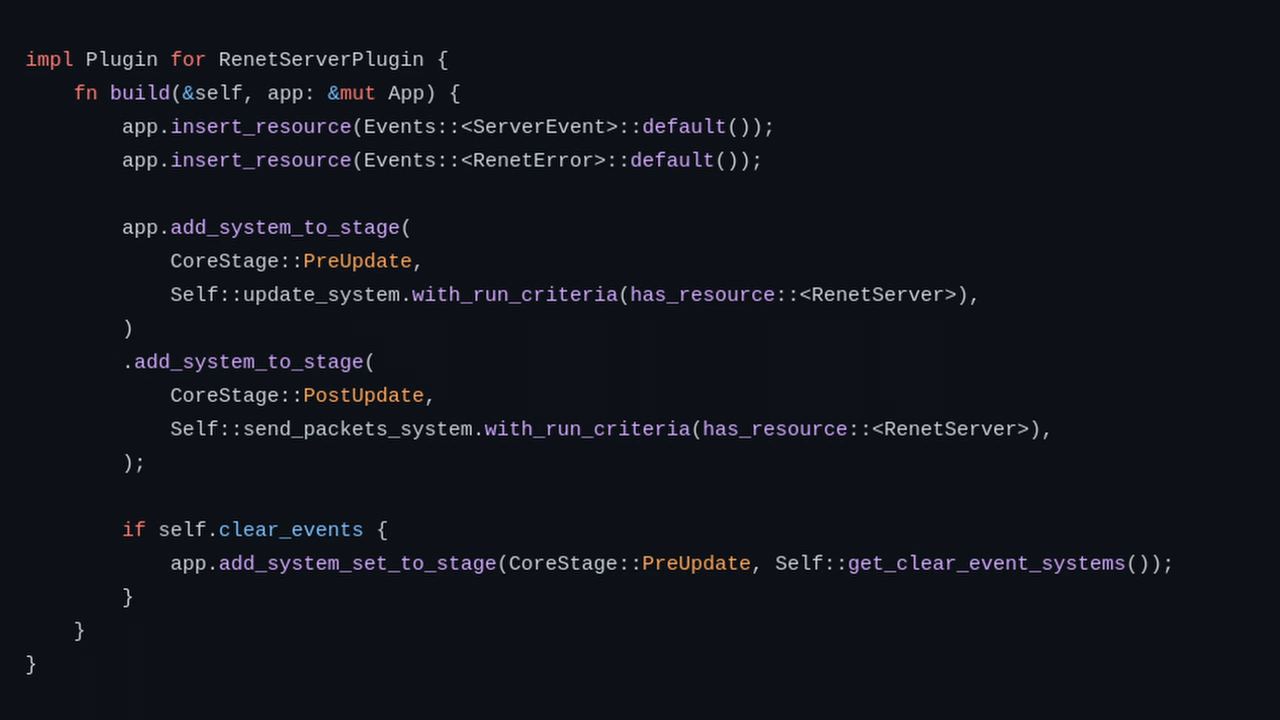 impl Plugin for RenetServerPlugin {
    fn build(&self, app: &mut App) {
        app.insert_resource(Events::<ServerEvent>::default());
        app.insert_resource(Events::<RenetError>::default());

        app.add_system_to_stage(
            CoreStage::PreUpdate,
            Self::update_system.with_run_criteria(has_resource::<RenetServer>),
        )
        .add_system_to_stage(
            CoreStage::PostUpdate,
            Self::send_packets_system.with_run_criteria(has_resource::<RenetServer>),
        );

        if self.clear_events {
            app.add_system_set_to_stage(CoreStage::PreUpdate, Self::get_clear_event_systems());
        }
    }
}